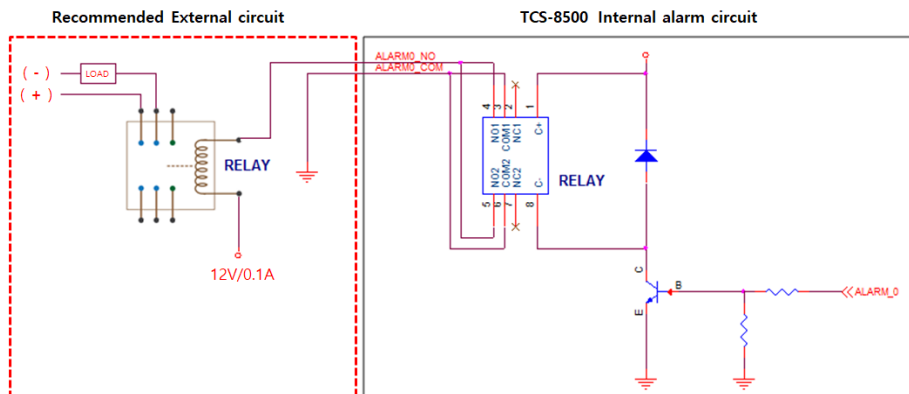 Recommended External circuit
TCS-8500 Internal alarm circuit
ALARM0_NO
ALARM0_COM
(-)
LOAD
(+)
RELAY
12V/0.1A
4
3
2
1
NO1
COM1
NC1
C+
NO2
COM2
NC2
C-
5
6
7
8
RELAY
C
B
E
ALARM_0